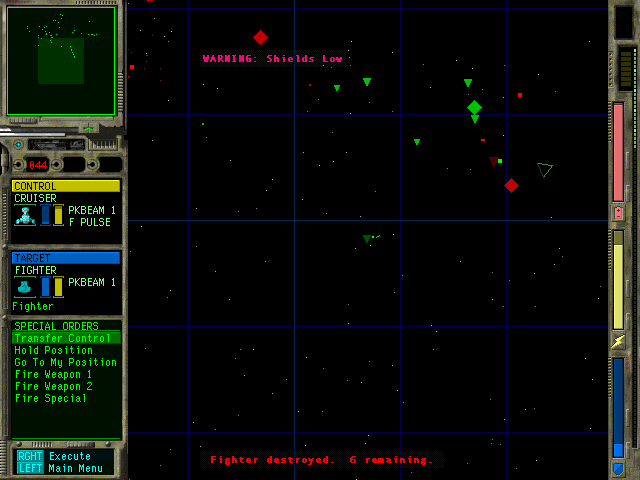 WARNING: Shields Low
044
CONTROL
CRUISER
PKBEAM 1
F PULSE
TARGET
FIGHTER
PKBEAM 1
Fighter
SPECIAL ORDERS
Transfer Control
Hold Position
Go To My Position
Fire Weapon 1
Fire Weapon 2
Fire Special
RGHT Execute
LEFT Main Menu
Fighter destroyed. 6 remaining.